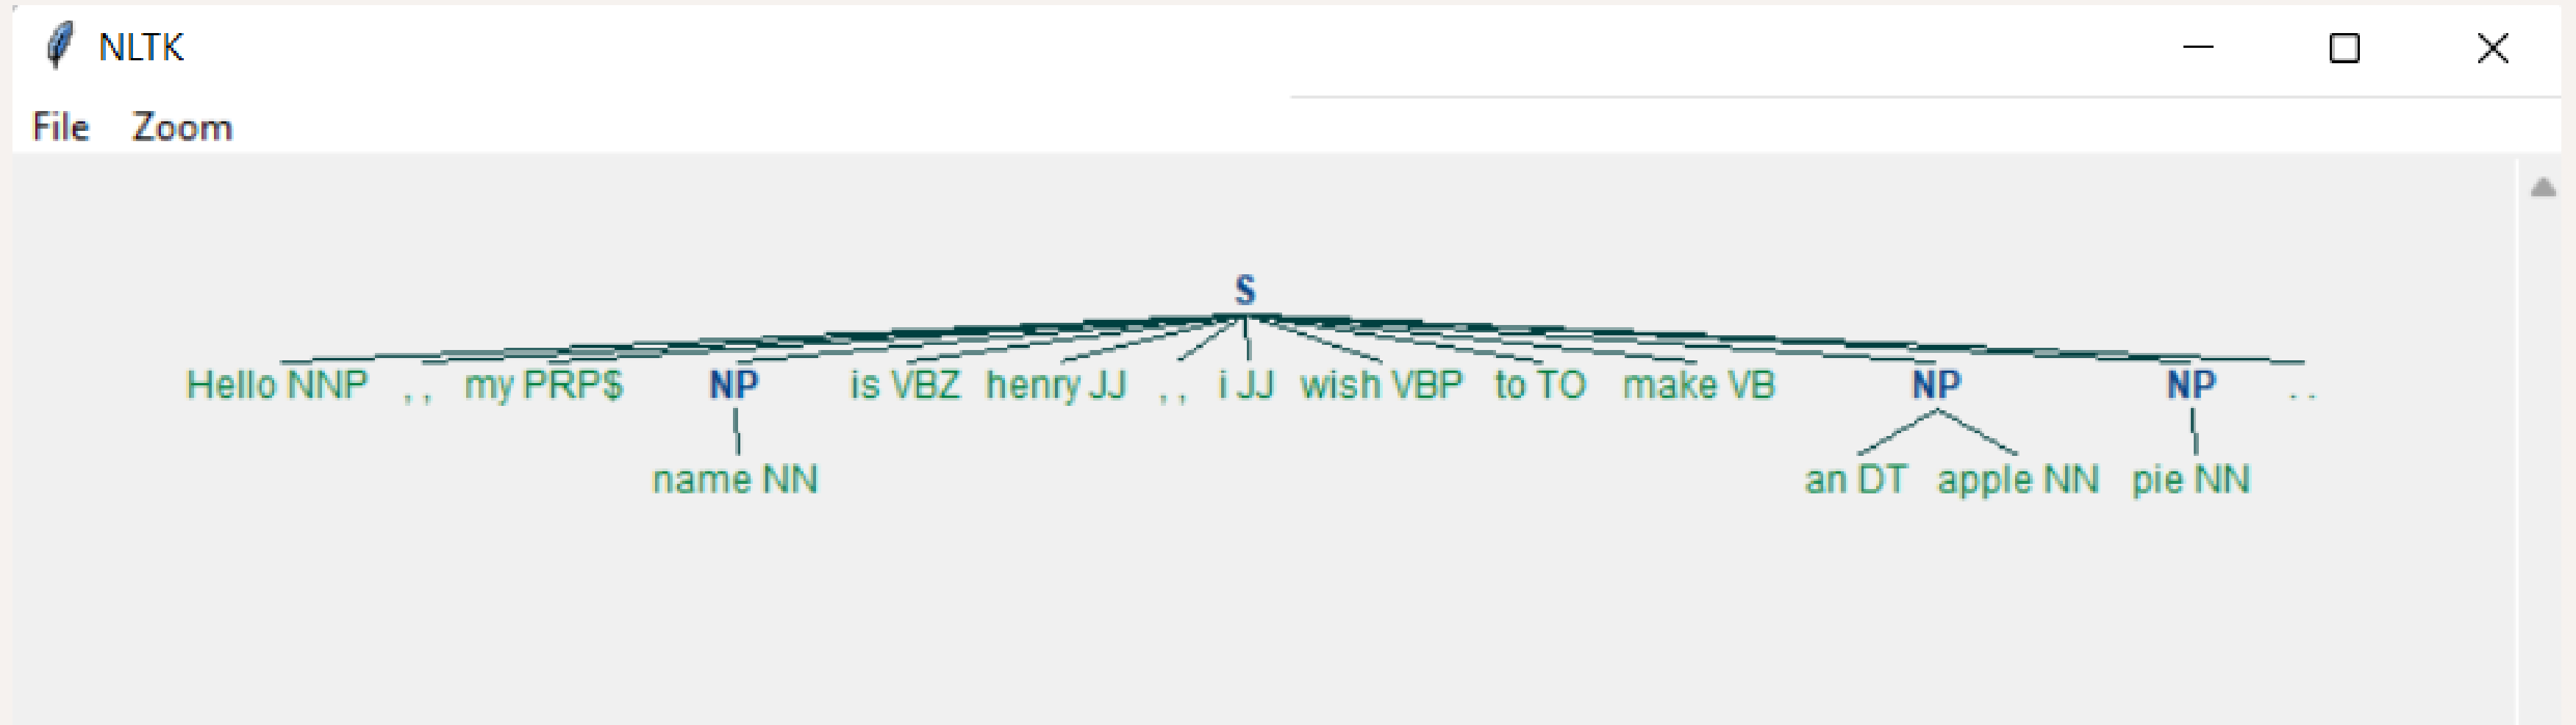 NLTK
File Zoom
S
Hello NNP , , my PRP$ NP is VBZ henry JJ , , i JJ wish VBP to TO make VB NP NP . .
name NN an DT apple NN pie NN